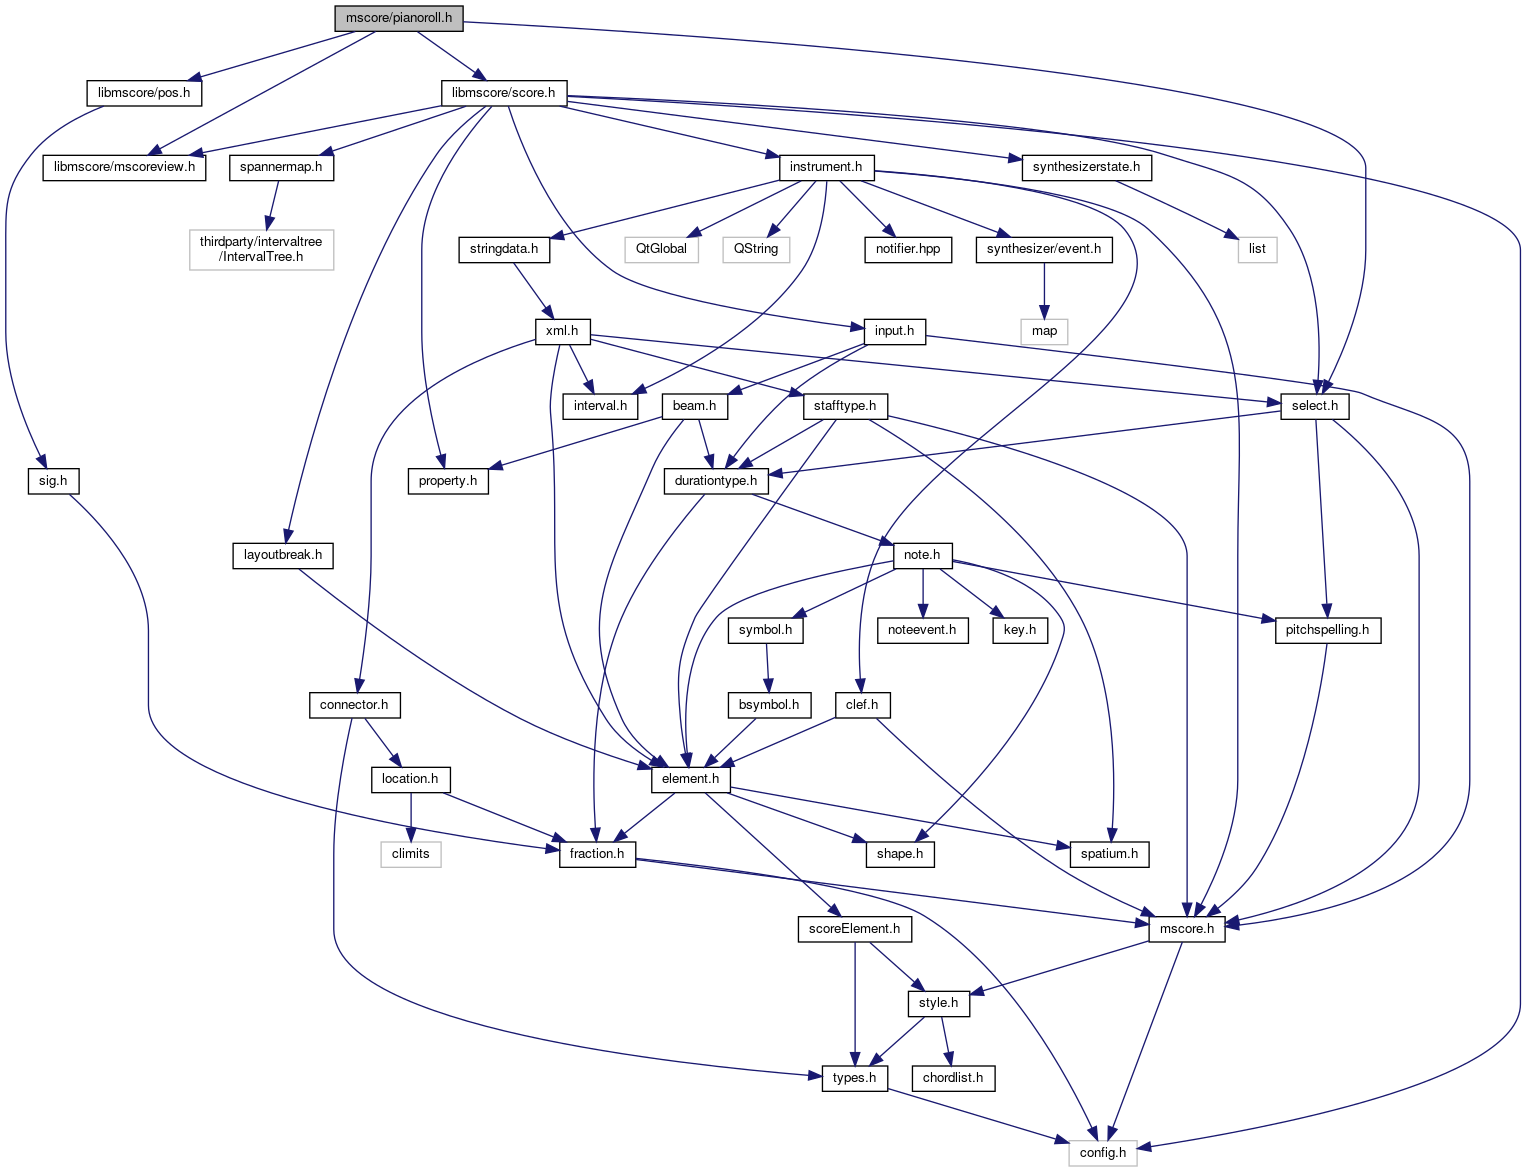 mscore/pianoroll.h
libmscore/pos.h
libmscore/score.h
libmscore/mscoreview.h
spannermap.h
instrument.h
synthesizerstate.h
thirdparty/intervaltree
/IntervalTree.h
stringdata.h
QtGlobal
QString
notifier.hpp
synthesizer/event.h
list
xml.h
input.h
map
interval.h
beam.h
stafftype.h
select.h
sig.h
property.h
durationtype.h
layoutbreak.h
note.h
symbol.h
noteevent.h
key.h
pitchspelling.h
connector.h
bsymbol.h
clef.h
location.h
element.h
climits
fraction.h
shape.h
spatium.h
scoreElement.h
mscore.h
style.h
types.h
chordlist.h
config.h